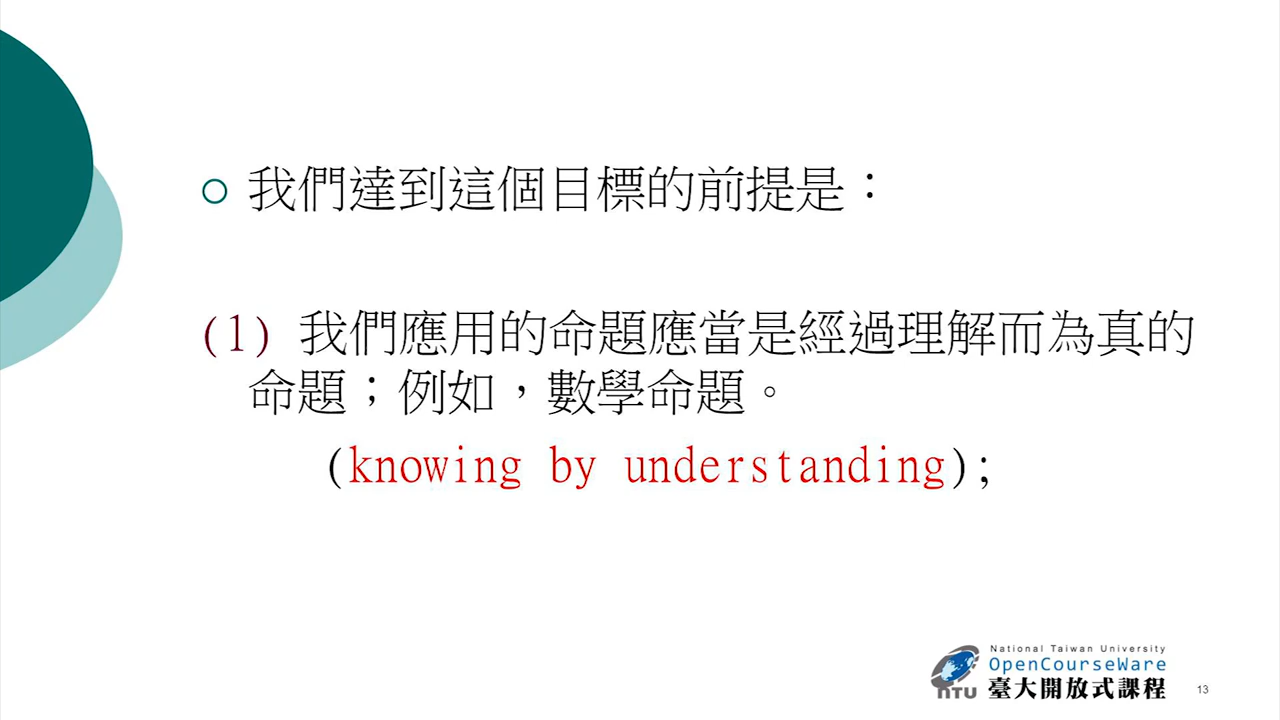 我們達到這個目標的前提是：
(1) 我們應用的命題應當是經過理解而為真的
命題；例如，數學命題。
(knowing by understanding);
National Taiwan University
OpenCourseWare
NTU 臺大開放式課程
13